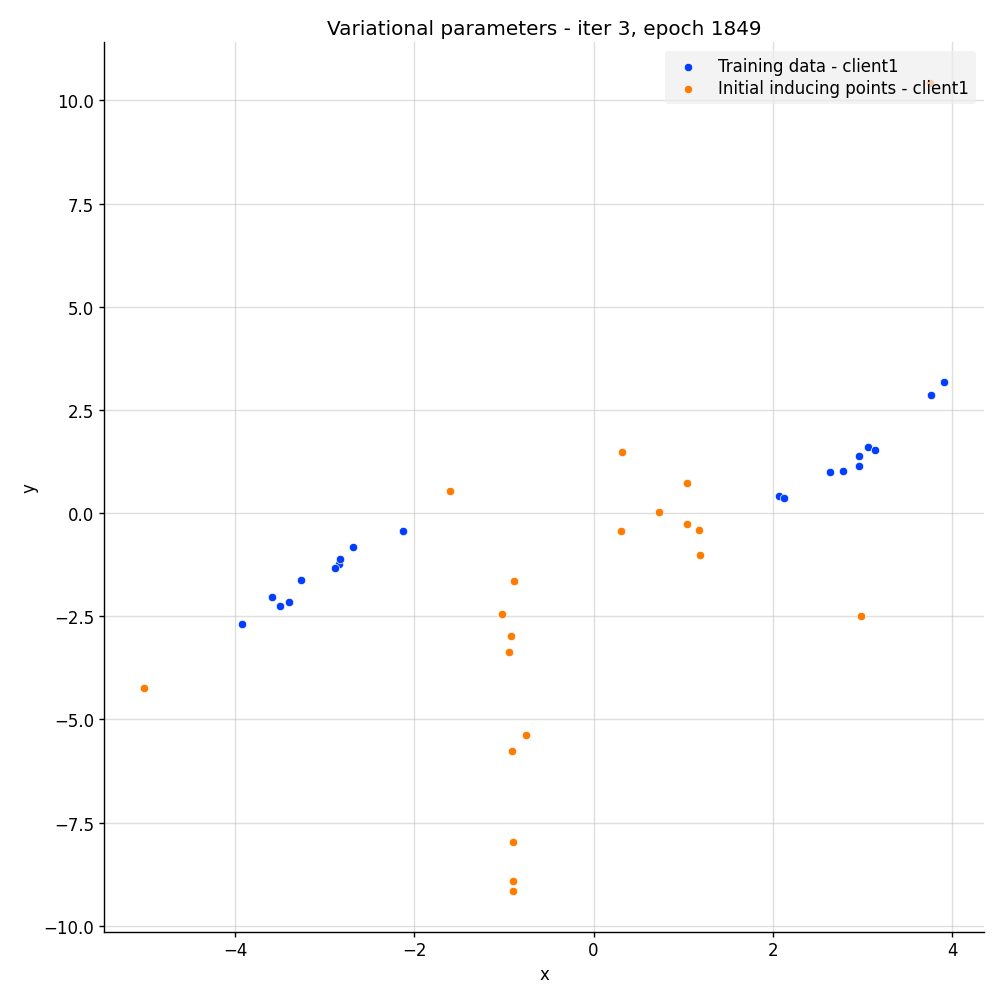 Variational parameters - iter 3, epoch 1849
Training data - client1
Initial inducing points - client1
10.0
7.5
5.0
2.5
0.0
−2.5
−5.0
−7.5
−10.0
y
−4
−2
0
2
4
x